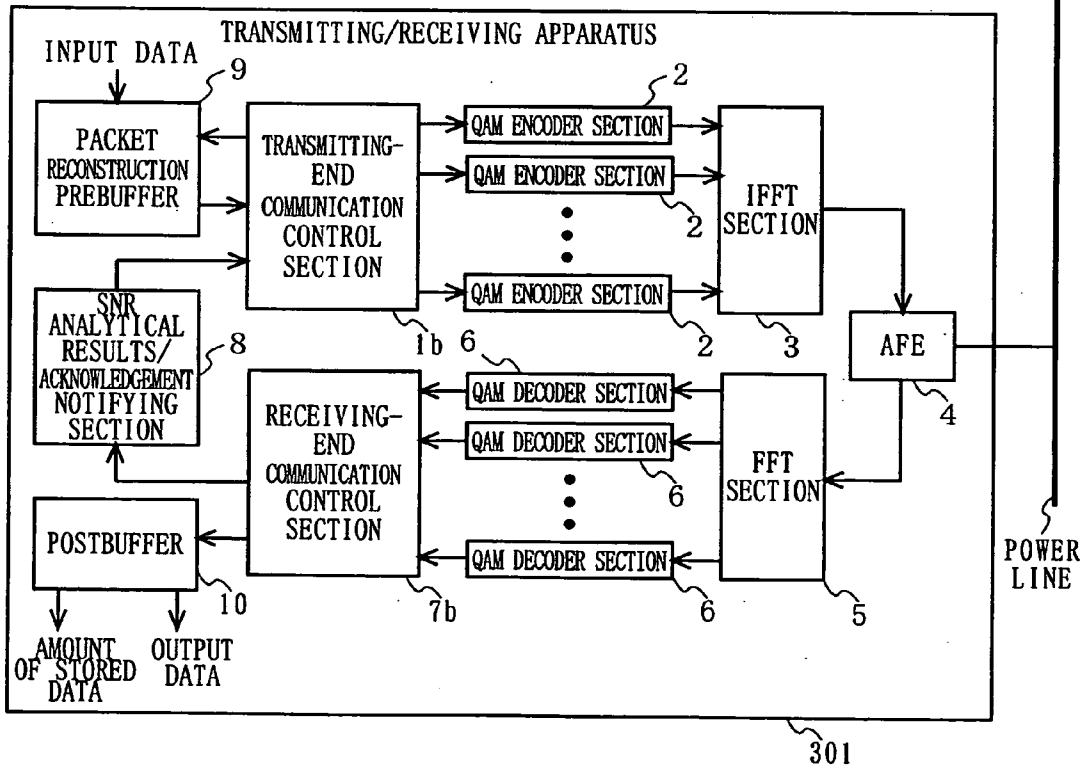 TRANSMITTING/RECEIVING APPARATUS
INPUT DATA
9
PACKET
RECONSTRUCTION
PREBUFFER
TRANSMITTING-
END
COMMUNICATION
CONTROL
SECTION
1b
2
QAM ENCODER SECTION
QAM ENCODER SECTION
2
QAM ENCODER SECTION
2
IFFT
SECTION
3
AFE
4
SNR
ANALYTICAL
RESULTS/
ACKNOWLEDGEMENT
NOTIFYING
SECTION
8
RECEIVING-
END
COMMUNICATION
CONTROL
SECTION
7b
6
QAM DECODER SECTION
QAM DECODER SECTION
6
QAM DECODER SECTION
6
FFT
SECTION
5
POSTBUFFER
10
AMOUNT
OF STORED
DATA
OUTPUT
DATA
POWER
LINE
301